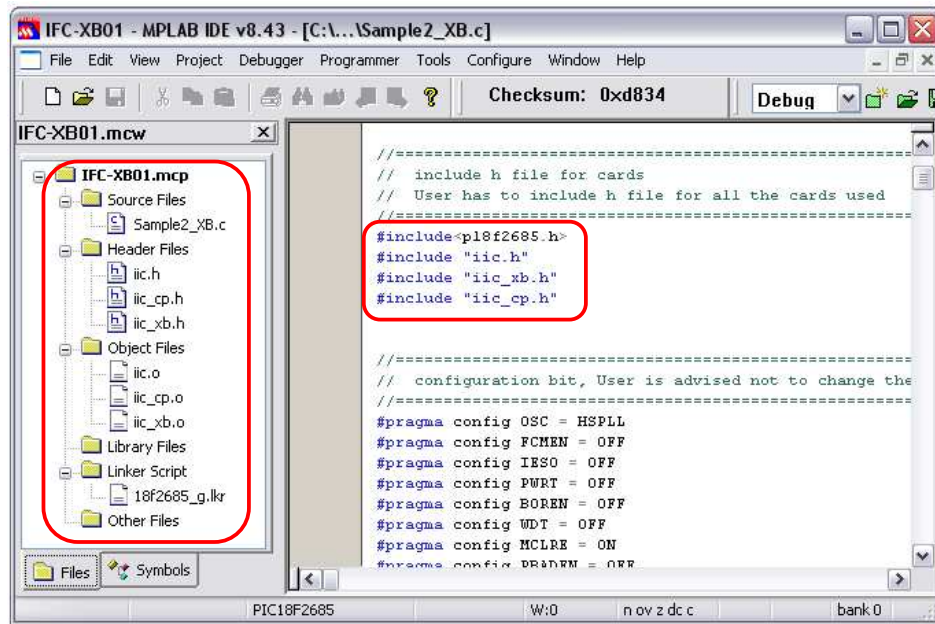 IFC-XB01 - MPLAB IDE v8.43 - [C:\...\Sample2_XB.c]
File Edit View Project Debugger Programmer Tools Configure Window Help
Checksum: 0xd834
Debug
IFC-XB01.mcw
IFC-XB01.mcp
Source Files
Sample2_XB.c
Header Files
iic.h
iic_cp.h
iic_xb.h
Object Files
iic.o
iic_cp.o
iic_xb.o
Library Files
Linker Script
18f2685_g.lkr
Other Files
Files Symbols
//==========================================================
// include h file for cards
// User has to include h file for all the cards used
//==========================================================
#include<p18f2685.h>
#include "iic.h"
#include "iic_xb.h"
#include "iic_cp.h"
//==========================================================
// configuration bit, User is advised not to change the
//==========================================================
#pragma config OSC = HSPLL
#pragma config FCMEN = OFF
#pragma config IESO = OFF
#pragma config PWRT = OFF
#pragma config BOREN = OFF
#pragma config WDT = OFF
#pragma config MCLRE = ON
#pragma config PBADEN = OFF
PIC18F2685 W:0 n ov z dc c bank 0